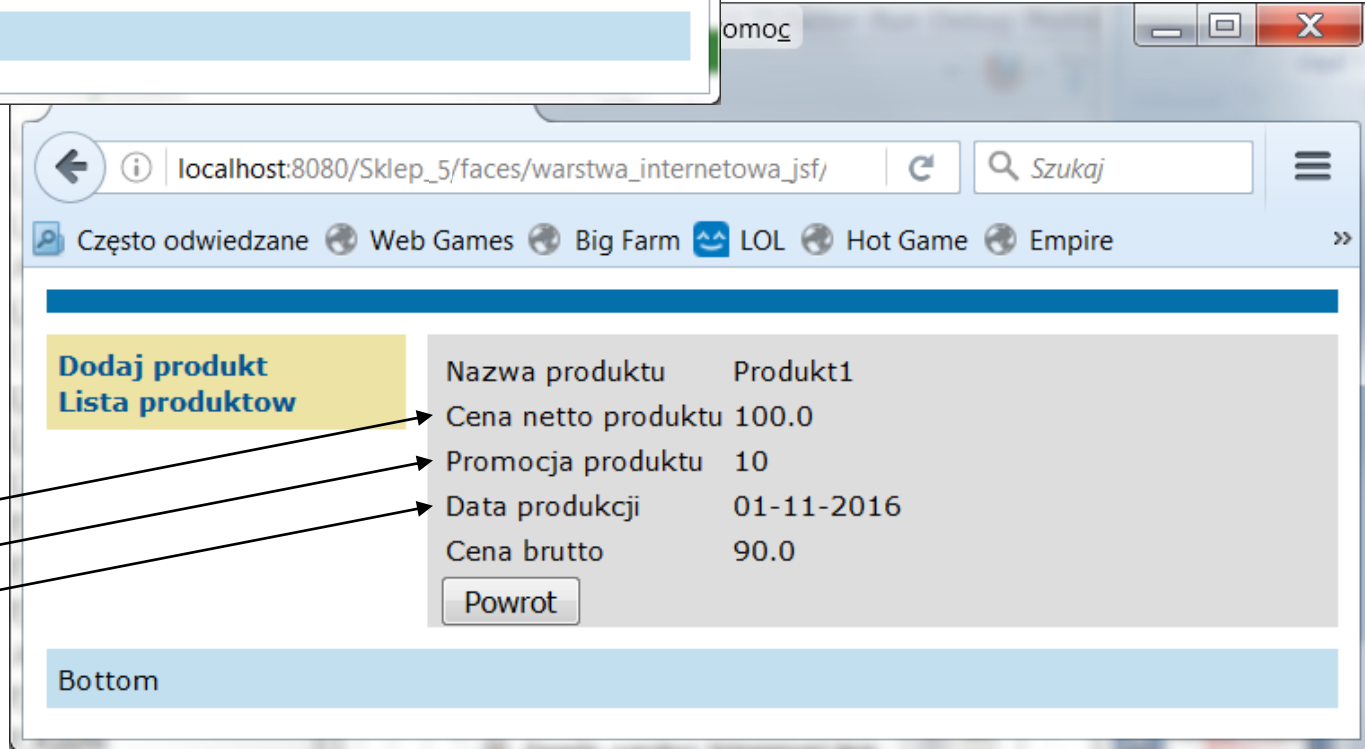 omoc
localhost:8080/Sklep_5/faces/warstwa_internetowa_jsf/ Szukaj
Często odwiedzane Web Games Big Farm LOL Hot Game Empire »
Dodaj produkt
Lista produktow
Nazwa produktu Produkt1
Cena netto produktu 100.0
Promocja produktu 10
Data produkcji 01-11-2016
Cena brutto 90.0
Powrot
Bottom